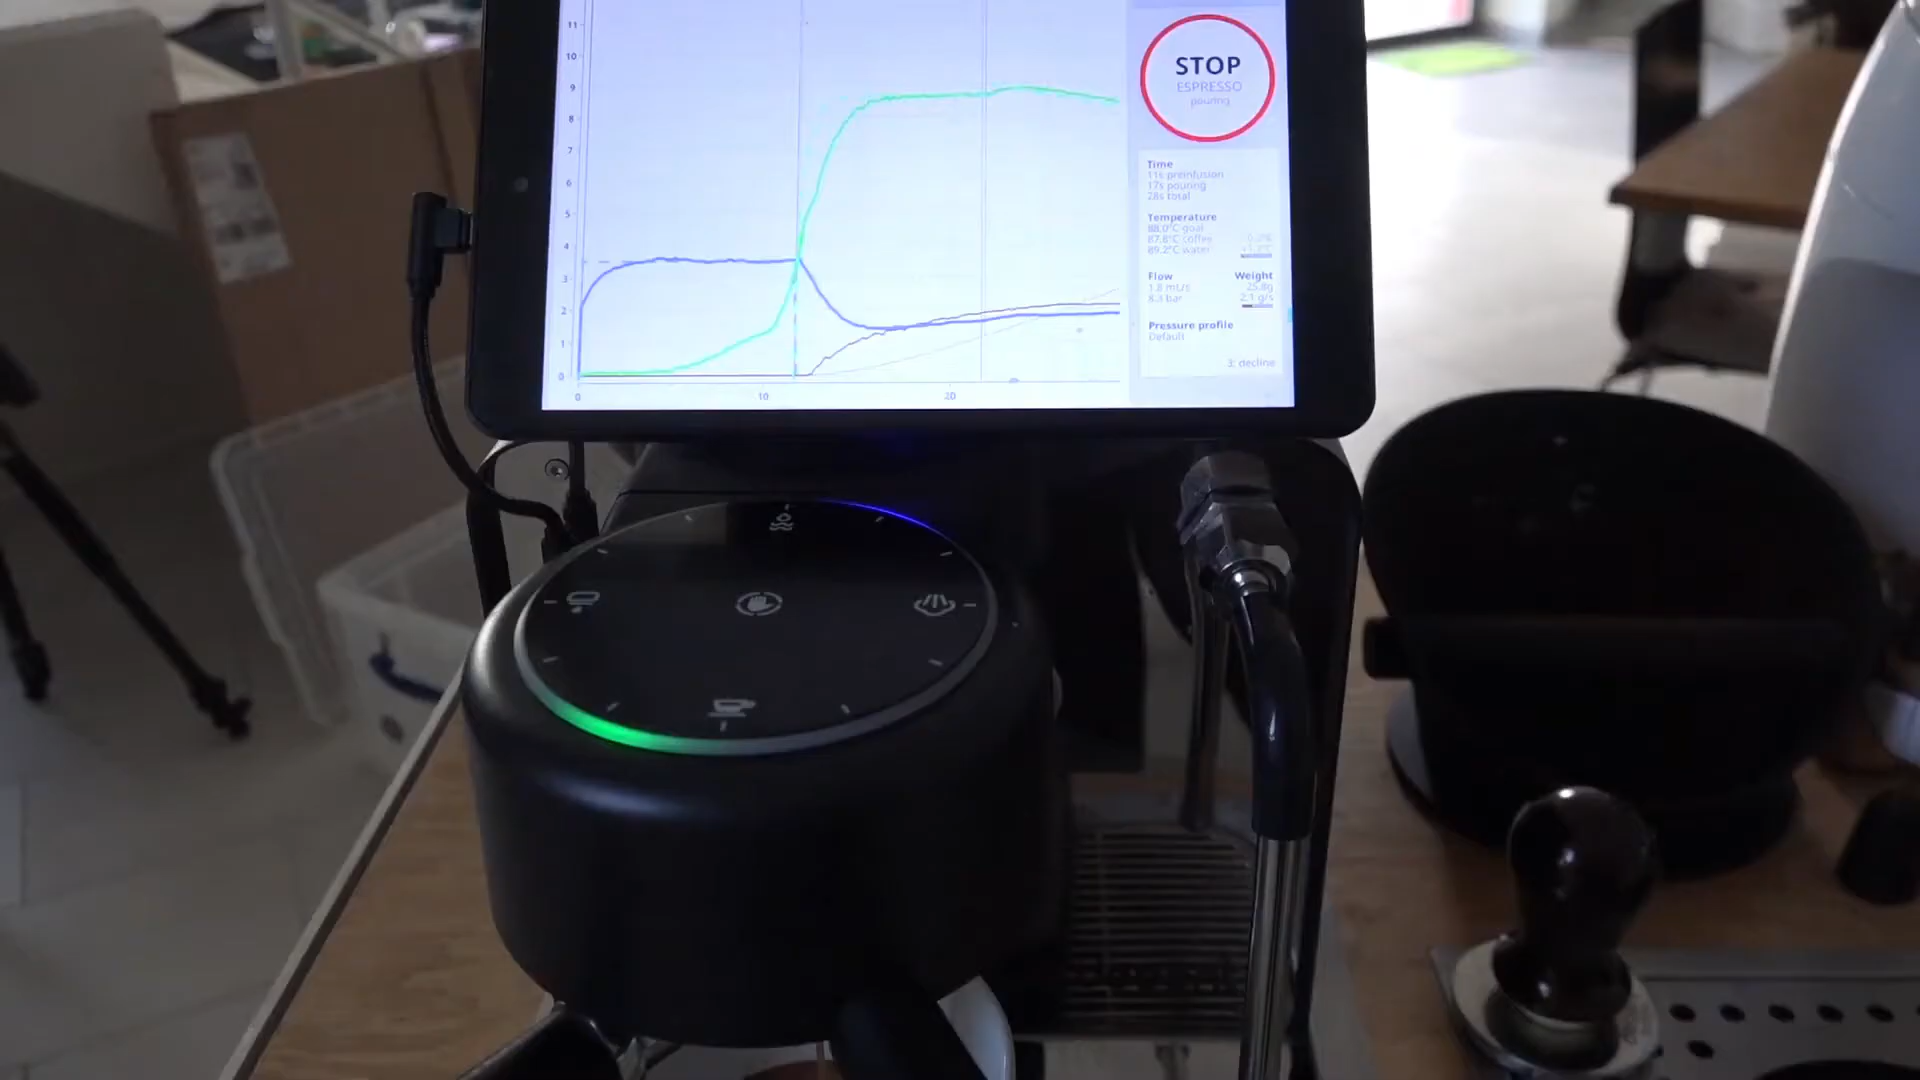 11
10
9
8
7
6
5
4
3
2
1
0
0 10 20
STOP
ESPRESSO
pouring
Time
11s preinfusion
17s pouring
28s total
Temperature
88.0°C goal
87.8°C coffee
89.2°C water
Flow Weight
1.8 mL/s 25.8g
8.3 bar 2.1 g/s
Pressure profile
Default
3: decline